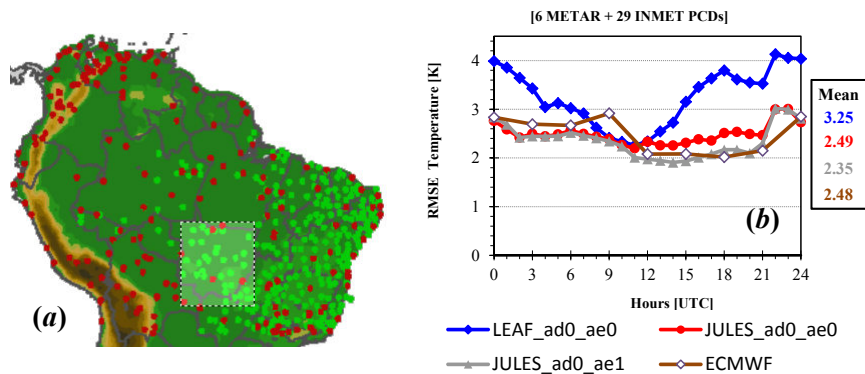 (a)
[6 METAR + 29 INMET PCDs]
RMSE Temperature [K]
4
3
2
1
0
0 3 6 9 12 15 18 21 24
Hours [UTC]
(b)
Mean
3.25
2.49
2.35
2.48
LEAF_ad0_ae0 JULES_ad0_ae0
JULES_ad0_ae1 ECMWF